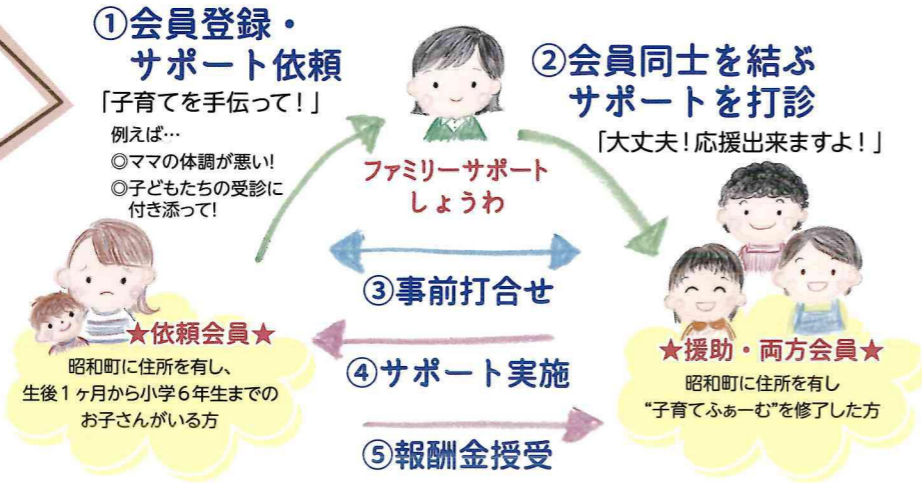 ①会員登録・
サポート依頼
「子育てを手伝って!」
例えば…
◎ママの体調が悪い!
◎子どもたちの受診に
付き添って!
ファミリーサポート
しょうわ
②会員同士を結ぶ
サポートを打診
「大丈夫!応援出来ますよ!」
③事前打合せ
④サポート実施
⑤報酬金授受
★依頼会員★
昭和町に住所を有し、
生後1ヶ月から小学6年生までの
お子さんがいる方
★援助・両方会員★
昭和町に住所を有し
“子育てふぁーむ”を修了した方